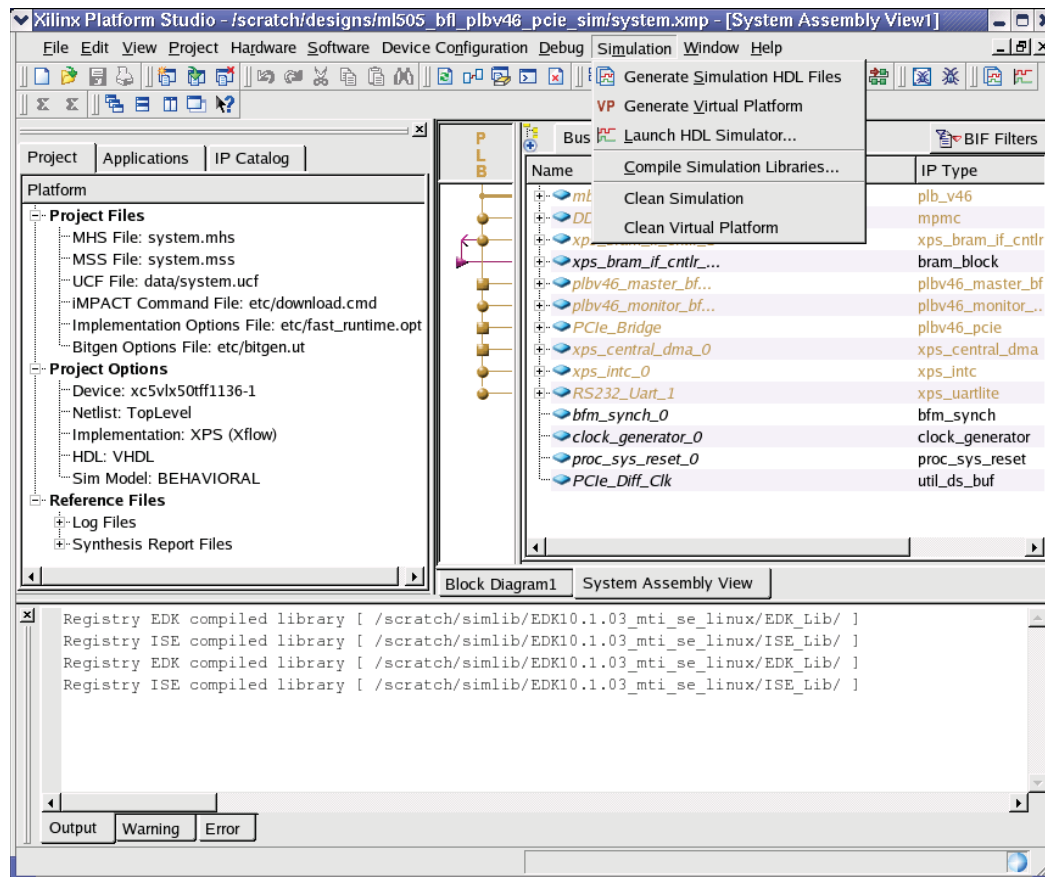 Xilinx Platform Studio - /scratch/designs/ml505_bfl_plbv46_pcie_sim/system.xmp - [System Assembly View1]
File Edit View Project Hardware Software Device Configuration Debug Simulation Window Help
Generate Simulation HDL Files
VP Generate Virtual Platform
Launch HDL Simulator...
Compile Simulation Libraries...
Clean Simulation
Clean Virtual Platform
Project Applications IP Catalog
Platform
Project Files
MHS File: system.mhs
MSS File: system.mss
UCF File: data/system.ucf
iMPACT Command File: etc/download.cmd
Implementation Options File: etc/fast_runtime.opt
Bitgen Options File: etc/bitgen.ut
Project Options
Device: xc5vlx50tff1136-1
Netlist: TopLevel
Implementation: XPS (Xflow)
HDL: VHDL
Sim Model: BEHAVIORAL
Reference Files
Log Files
Synthesis Report Files
P
L
B
Bus
BIF Filters
Name IP Type
plb_v46
mpmc
xps_bram_if_cntlr
xps_bram_if_cntlr_... bram_block
plbv46_master_bf... plbv46_master_bf
plbv46_monitor_bf... plbv46_monitor_...
PCIe_Bridge plbv46_pcie
xps_central_dma_0 xps_central_dma
xps_intc_0 xps_intc
RS232_Uart_1 xps_uartlite
bfm_synch_0 bfm_synch
clock_generator_0 clock_generator
proc_sys_reset_0 proc_sys_reset
PCIe_Diff_Clk util_ds_buf
Block Diagram1 System Assembly View
Registry EDK compiled library [ /scratch/simlib/EDK10.1.03_mti_se_linux/EDK_Lib/ ]
Registry ISE compiled library [ /scratch/simlib/EDK10.1.03_mti_se_linux/ISE_Lib/ ]
Registry EDK compiled library [ /scratch/simlib/EDK10.1.03_mti_se_linux/EDK_Lib/ ]
Registry ISE compiled library [ /scratch/simlib/EDK10.1.03_mti_se_linux/ISE_Lib/ ]
Output Warning Error